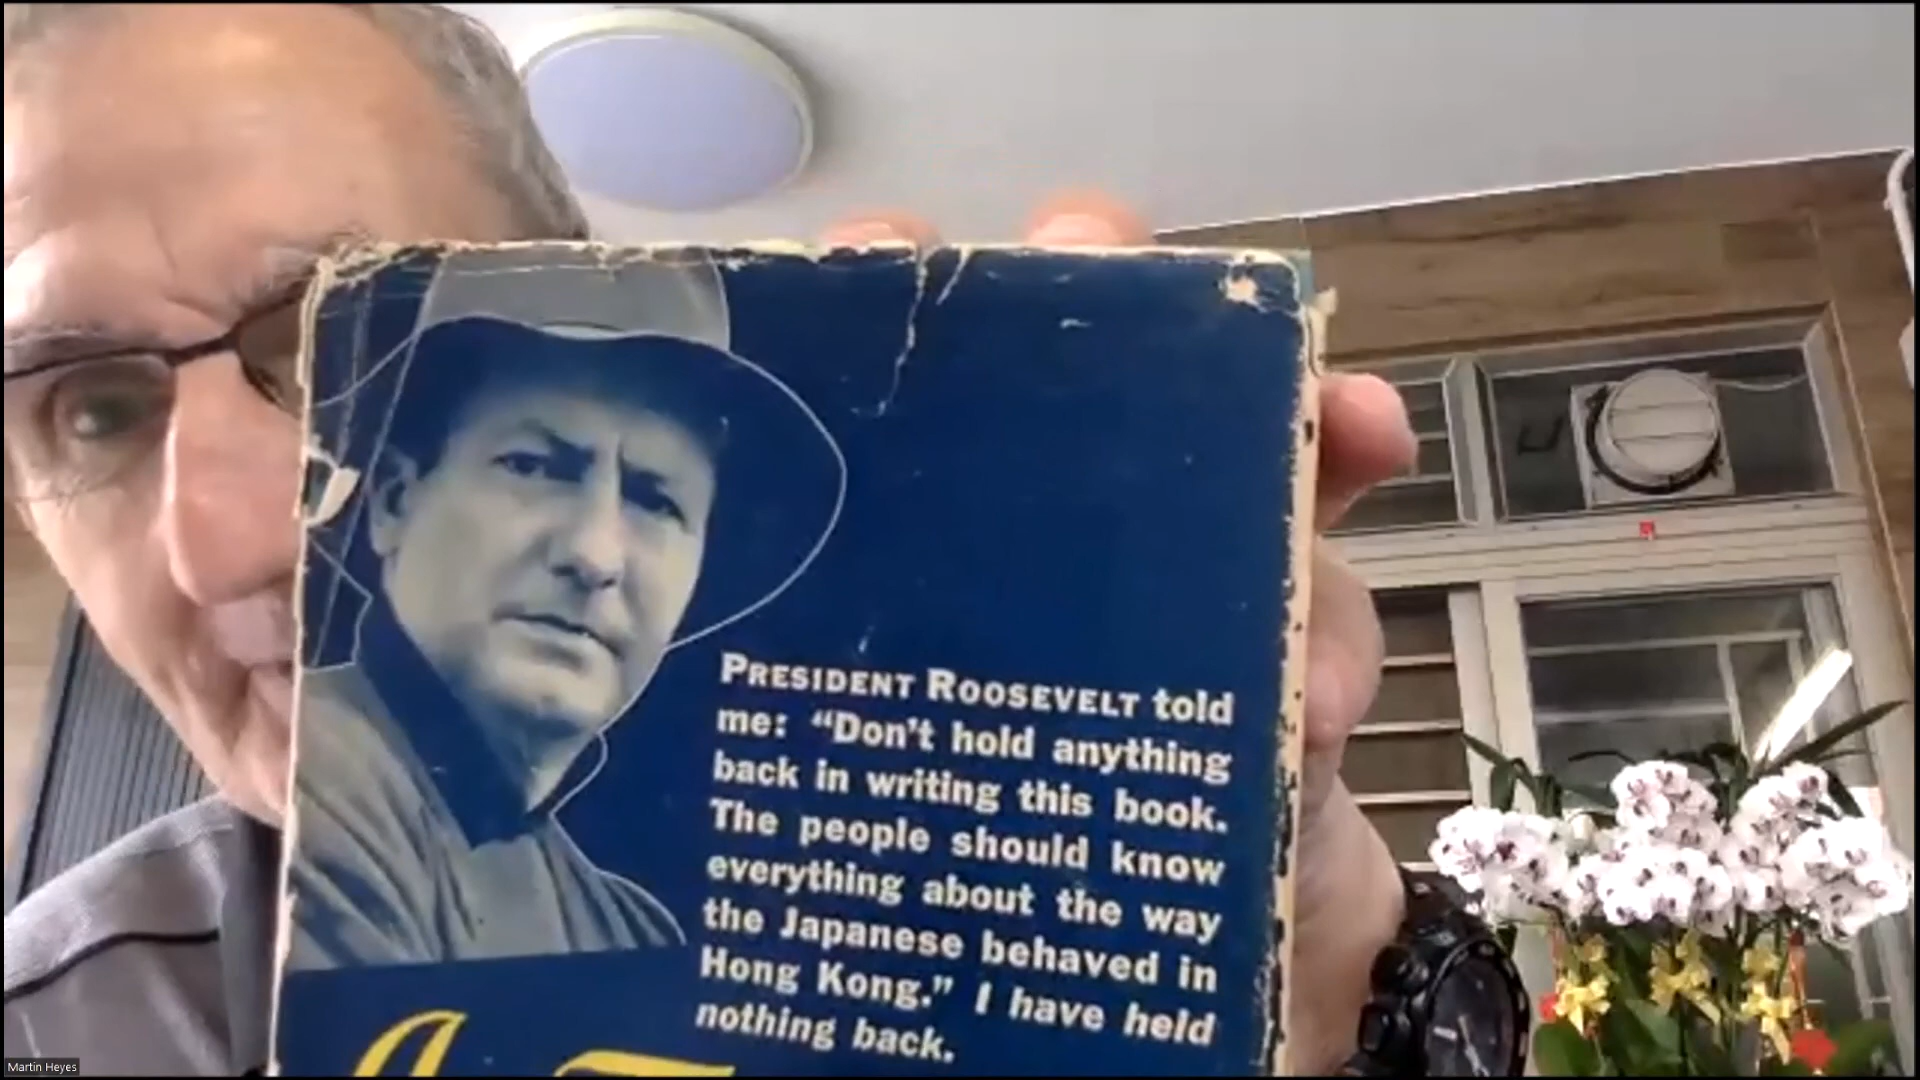 PRESIDENT ROOSEVELT told
me: “Don’t hold anything
back in writing this book.
The people should know
everything about the way
the Japanese behaved in
Hong Kong.” I have held
nothing back.
Martin Heyes